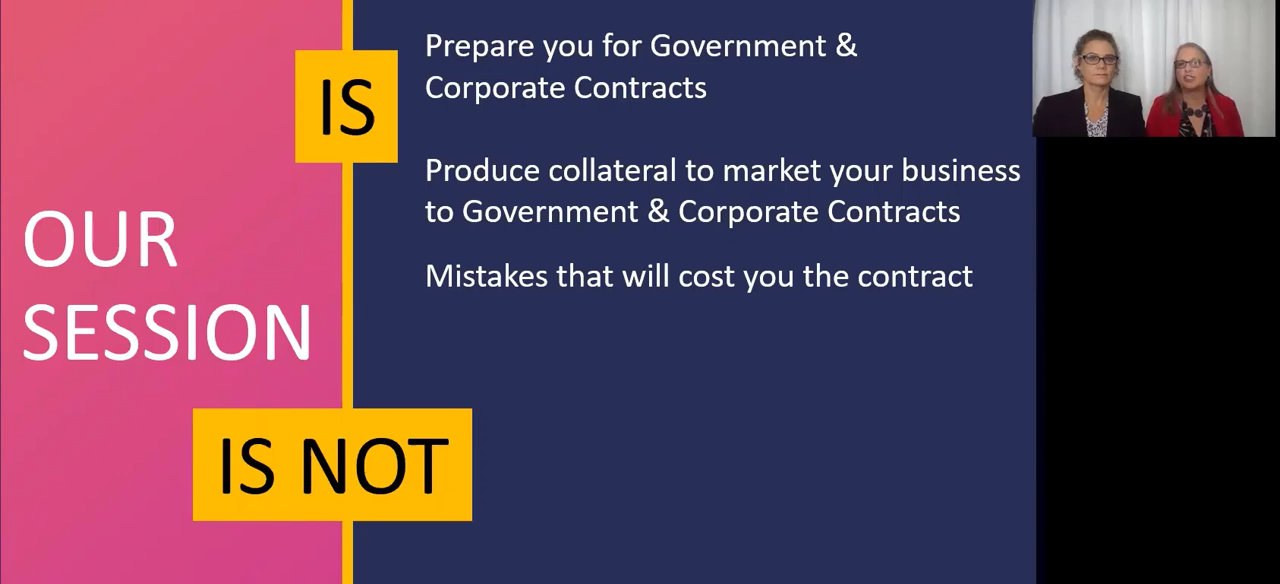 OUR
SESSION
IS
Prepare you for Government &
Corporate Contracts
Produce collateral to market your business
to Government & Corporate Contracts
Mistakes that will cost you the contract
IS NOT